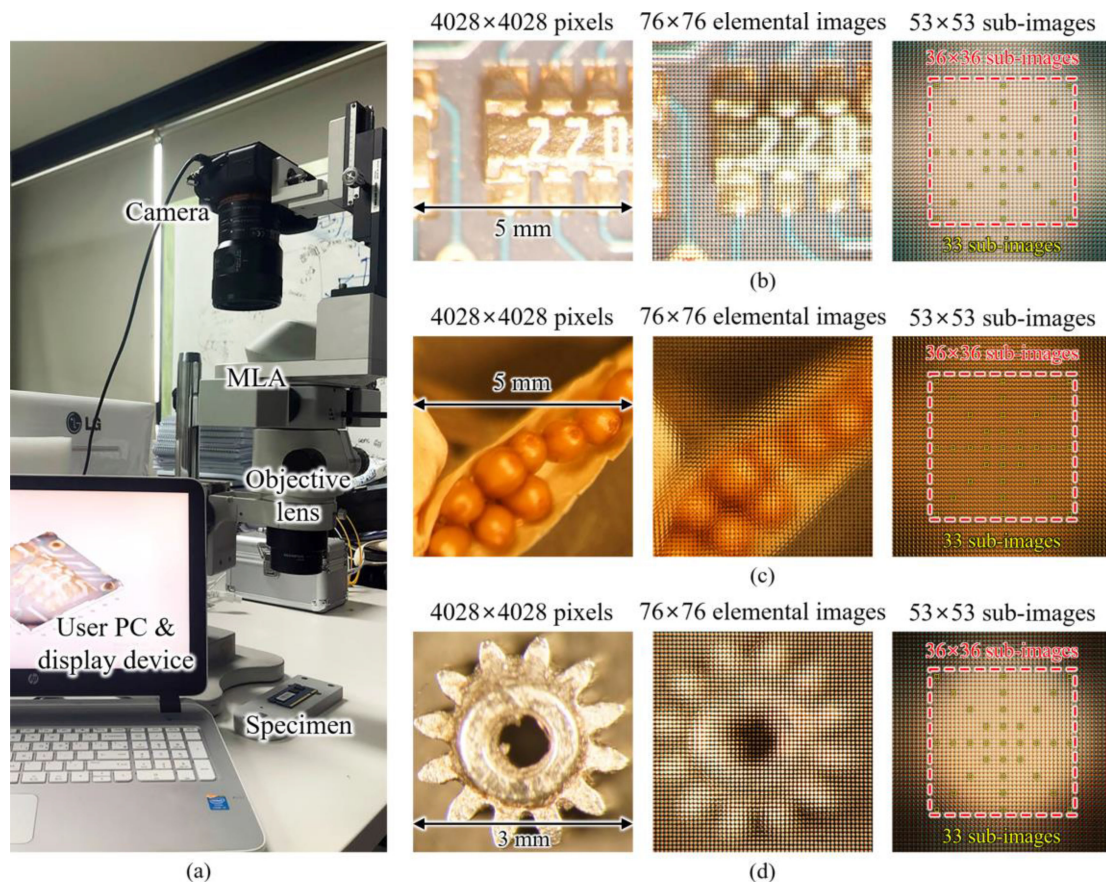 4028×4028 pixels
76×76 elemental images
53×53 sub-images
36×36 sub-images
220
220
5 mm
33 sub-images
(b)
Camera
MLA
LG
Objective
lens
User PC &
display device
hp
Specimen
(a)
4028×4028 pixels
76×76 elemental images
53×53 sub-images
36×36 sub-images
5 mm
33 sub-images
(c)
4028×4028 pixels
76×76 elemental images
53×53 sub-images
36×36 sub-images
3 mm
33 sub-images
(d)